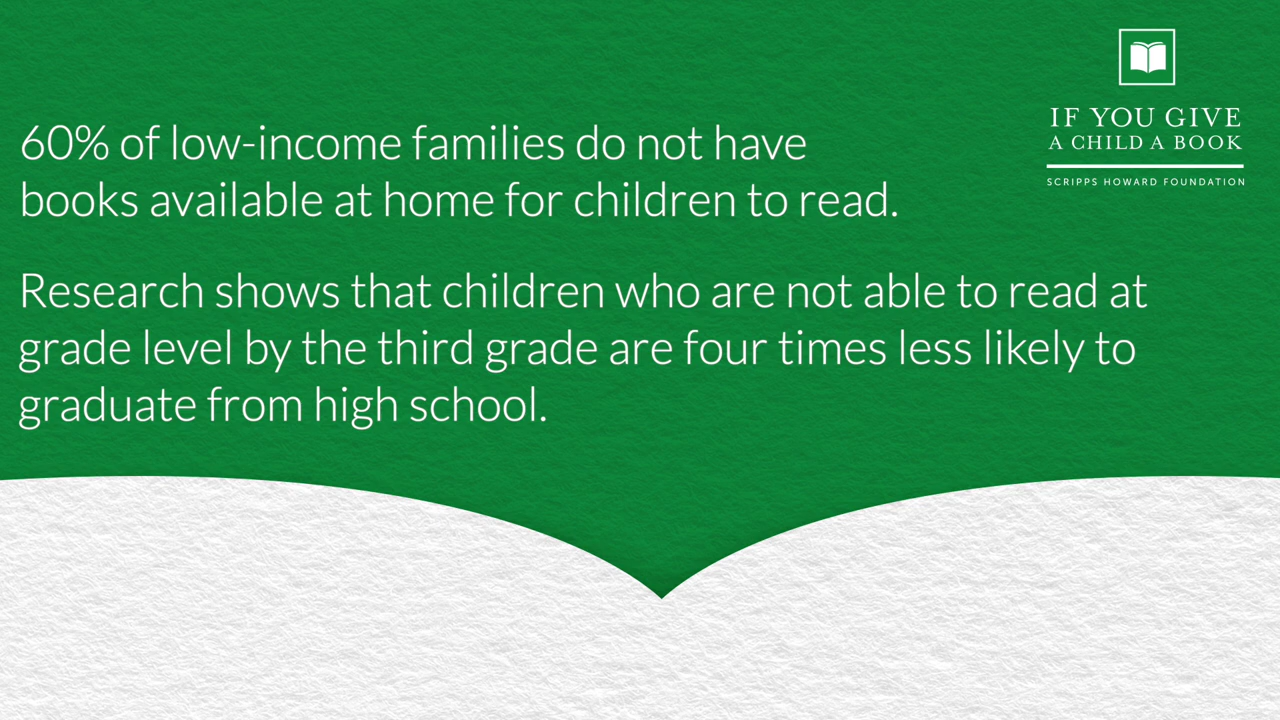 IF YOU GIVE
A CHILD A BOOK
SCRIPPS HOWARD FOUNDATION
60% of low-income families do not have
books available at home for children to read.
Research shows that children who are not able to read at
grade level by the third grade are four times less likely to
graduate from high school.